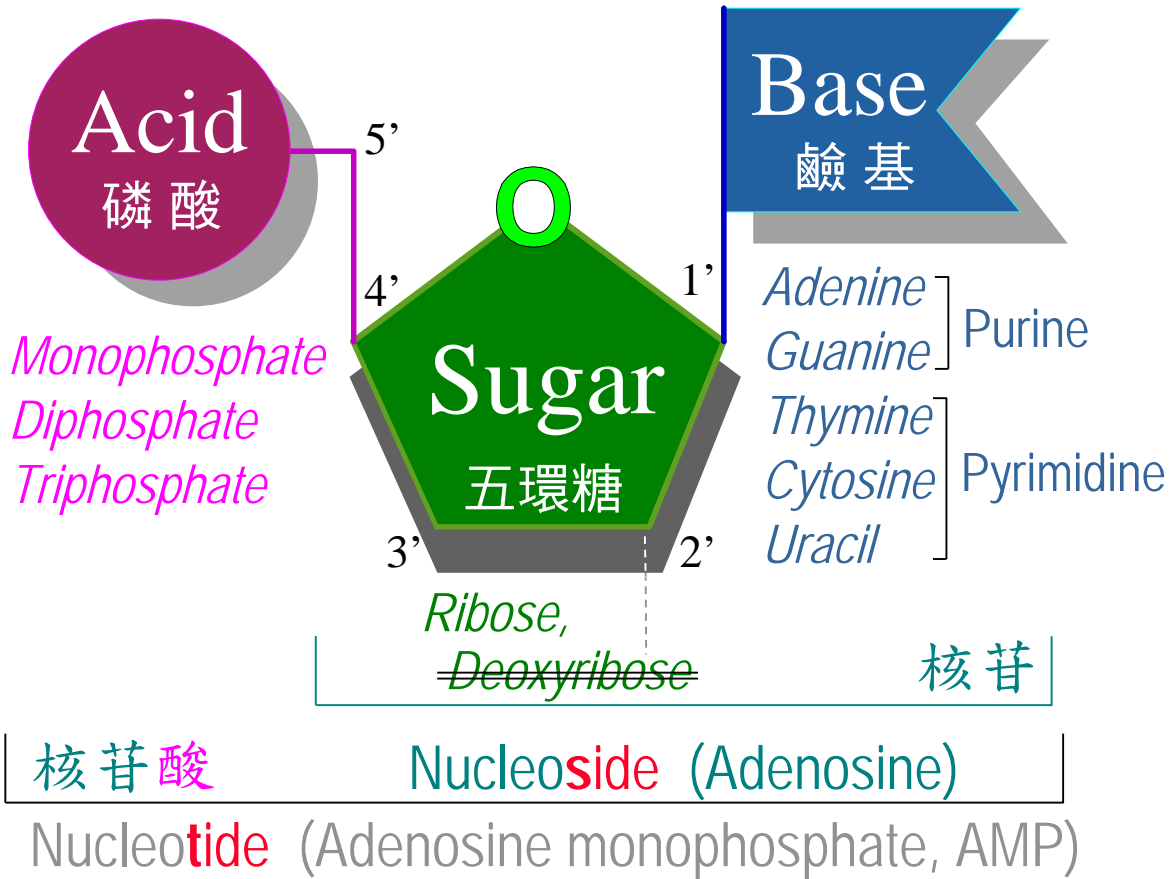 Acid
磷酸
5’
O
Base
鹼基
4’
1’
Sugar
五環糖
3’
2’
Monophosphate
Diphosphate
Triphosphate
Adenine
Guanine
Purine
Thymine
Cytosine
Uracil
Pyrimidine
Ribose,
Deoxyribose
核苷
核苷酸
Nucleoside (Adenosine)
Nucleotide (Adenosine monophosphate, AMP)